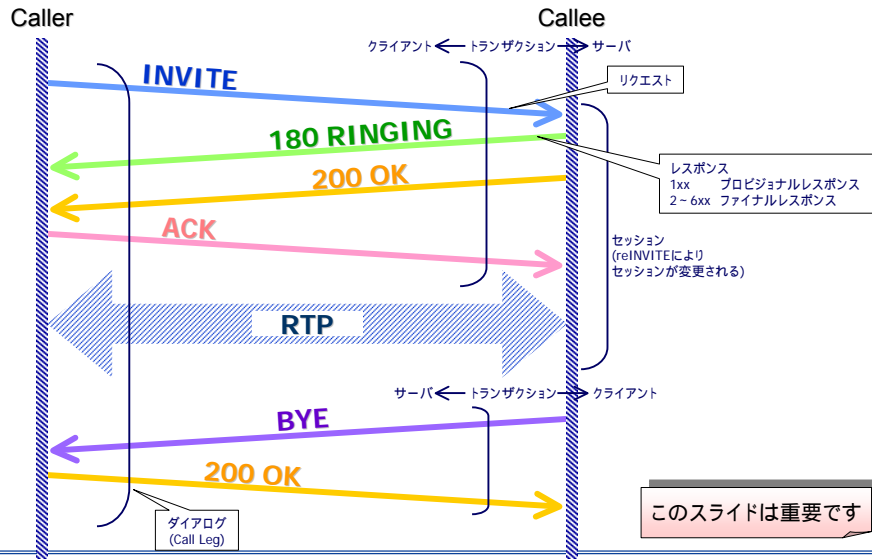 Caller
Callee
クライアント トランザクション サーバ
INVITE
リクエスト
180 RINGING
レスポンス
1xx プロビジョナルレスポンス
2~6xx ファイナルレスポンス
200 OK
ACK
セッション
(reINVITEにより
セッションが変更される)
RTP
サーバ トランザクション クライアント
BYE
200 OK
このスライドは重要です
ダイアログ
(Call Leg)